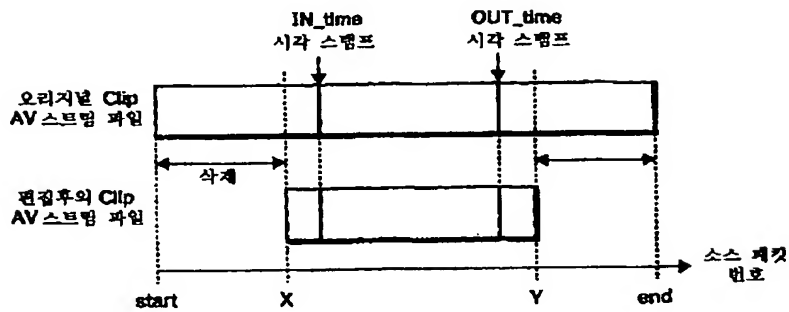 IN_time
시각 스탬프
OUT_time
시각 스탬프
오리지널 Clip
AV 스트림 파일
삭제
편집후의 Clip
AV 스트림 파일
소스 패킷
번호
start
X
Y
end